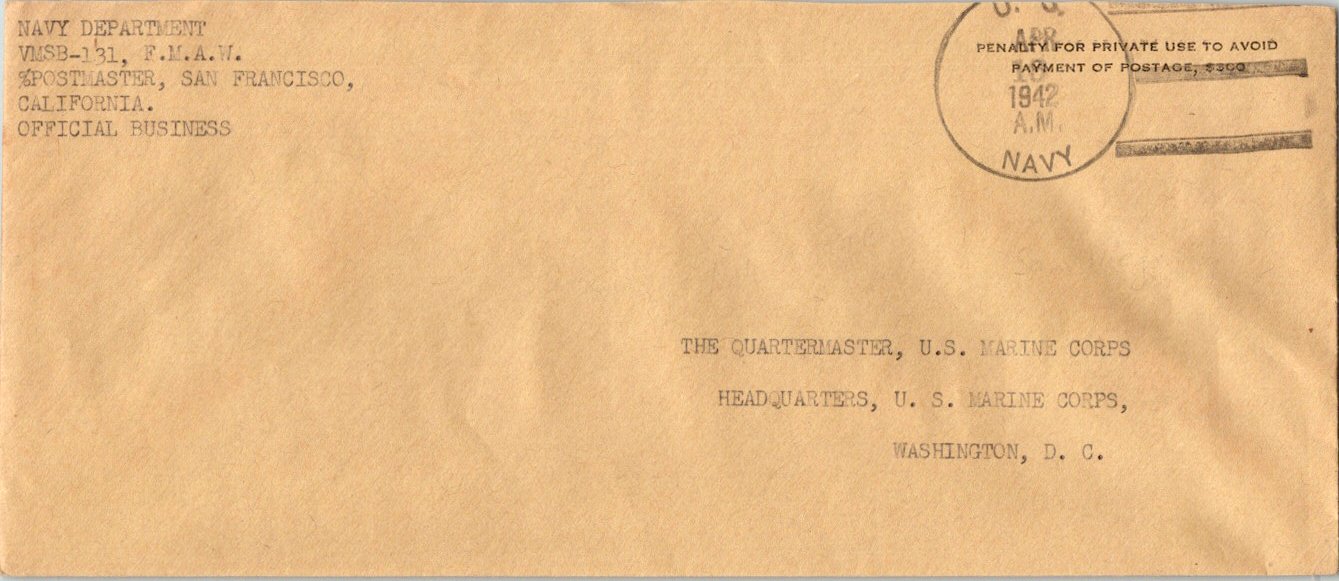 NAVY DEPARTMENT
VMSB-131, F.M.A.W.
%POSTMASTER, SAN FRANCISCO,
CALIFORNIA.
OFFICIAL BUSINESS
U. S.
APR
1942
A.M.
NAVY
PENALTY FOR PRIVATE USE TO AVOID
PAYMENT OF POSTAGE, $300
THE QUARTERMASTER, U.S. MARINE CORPS
HEADQUARTERS, U. S. MARINE CORPS,
WASHINGTON, D. C.